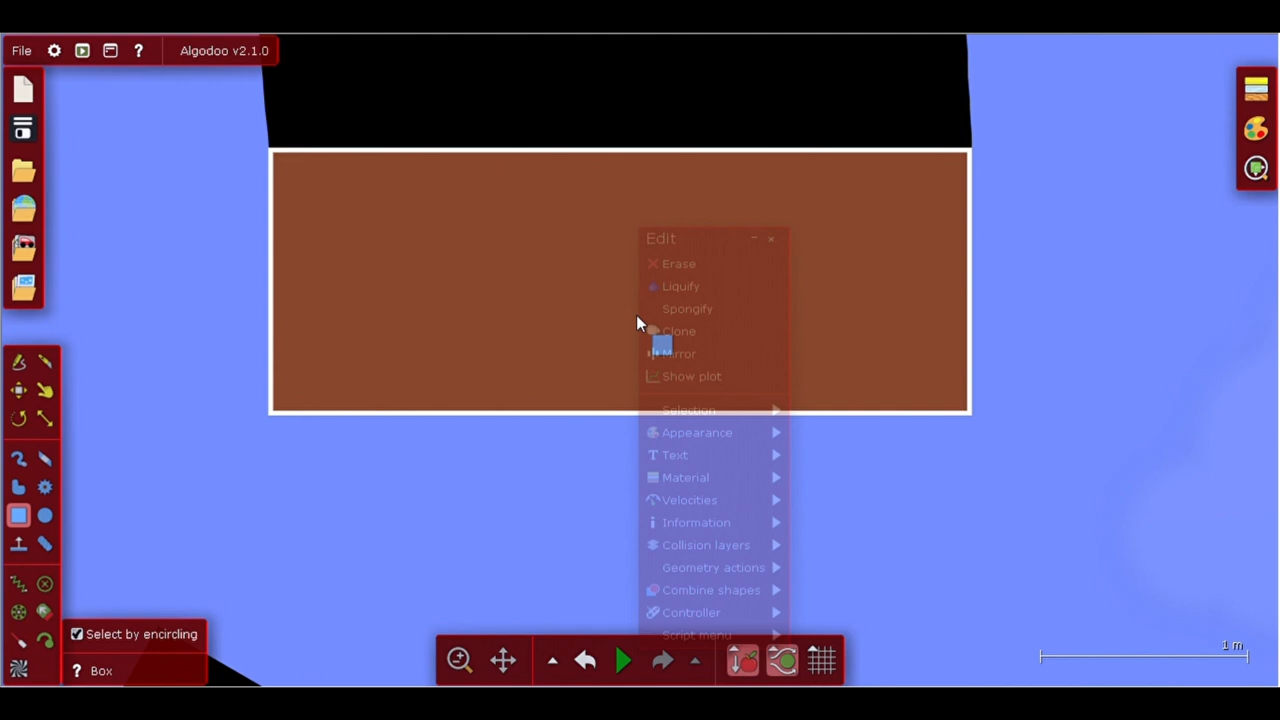 File
? Algodoo v2.1.0
Edit
Erase
Liquify
Spongify
Clone
Mirror
Show plot
Selection
Appearance
Text
Material
Velocities
Information
Collision layers
Geometry actions
Combine shapes
Controller
Script menu
Select by encircling
? Box
1 m